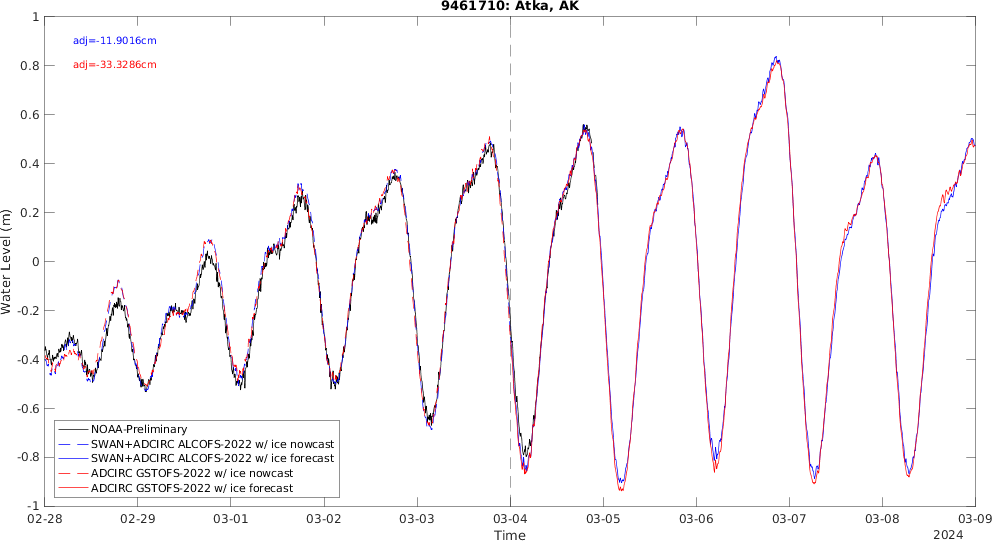 9461710: Atka, AK
adj=-11.9016cm
adj=-33.3286cm
Water Level (m)
1
0.8
0.6
0.4
0.2
0
-0.2
-0.4
-0.6
-0.8
-1
NOAA-Preliminary
SWAN+ADCIRC ALCOFS-2022 w/ ice nowcast
SWAN+ADCIRC ALCOFS-2022 w/ ice forecast
ADCIRC GSTOFS-2022 w/ ice nowcast
ADCIRC GSTOFS-2022 w/ ice forecast
02-28 02-29 03-01 03-02 03-03 03-04 03-05 03-06 03-07 03-08 03-09
Time
2024